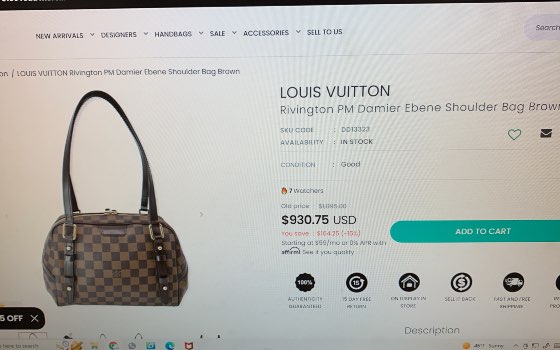 NEW ARRIVALS DESIGNERS HANDBAGS SALE ACCESSORIES SELL TO US
Search
on / LOUIS VUITTON Rivington PM Damier Ebene Shoulder Bag Brown
LOUIS VUITTON
Rivington PM Damier Ebene Shoulder Bag Brown
SKU CODE : DD13323
AVAILABILITY : IN STOCK
CONDITION : Good
7 Watchers
Old price : $1,095.00
$930.75 USD
You save : $164.25 (-15%)
Starting at $59/mo or 0% APR with
affirm See if you qualify
ADD TO CART
100%
15
$
AUTHENTICITY
GUARANTEED
15 DAY FREE
RETURN
ON DISPLAY IN
STORE
SELL IT BACK
FAST AND FREE
SHIPPING
5 OFF X
Description
here to search
46° Sunny